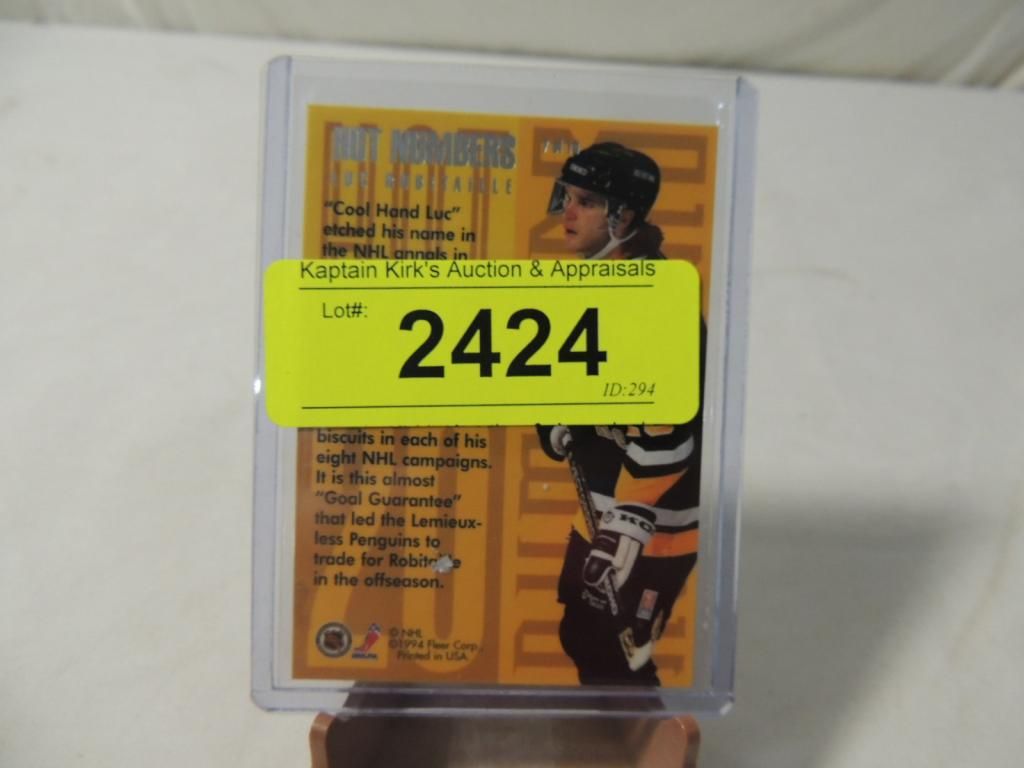 HOT NUMBERS
LUC ROBITAILLE
"Cool Hand Luc"
etched his name in
the NHL annals in
Kaptain Kirk's Auction & Appraisals
Lot#:
2424
ID:294
biscuits in each of his
eight NHL campaigns.
It is this almost
"Goal Guarantee"
that led the Lemieux-
less Penguins to
trade for Robitaille
in the offseason.
© NHL
©1994 Fleer Corp.
Printed in USA